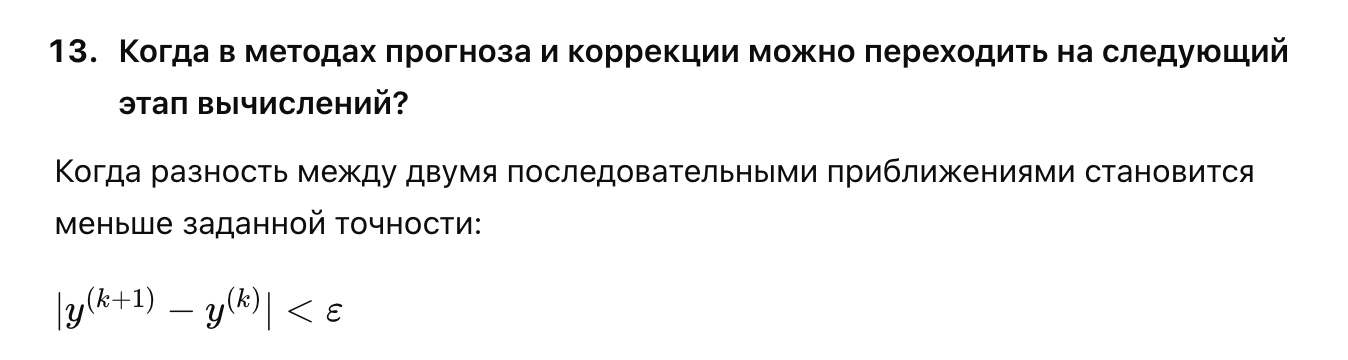 13. Когда в методах прогноза и коррекции можно переходить на следующий
этап вычислений?
Когда разность между двумя последовательными приближениями становится
меньше заданной точности:
|y^{(k+1)} − y^{(k)}| < ε